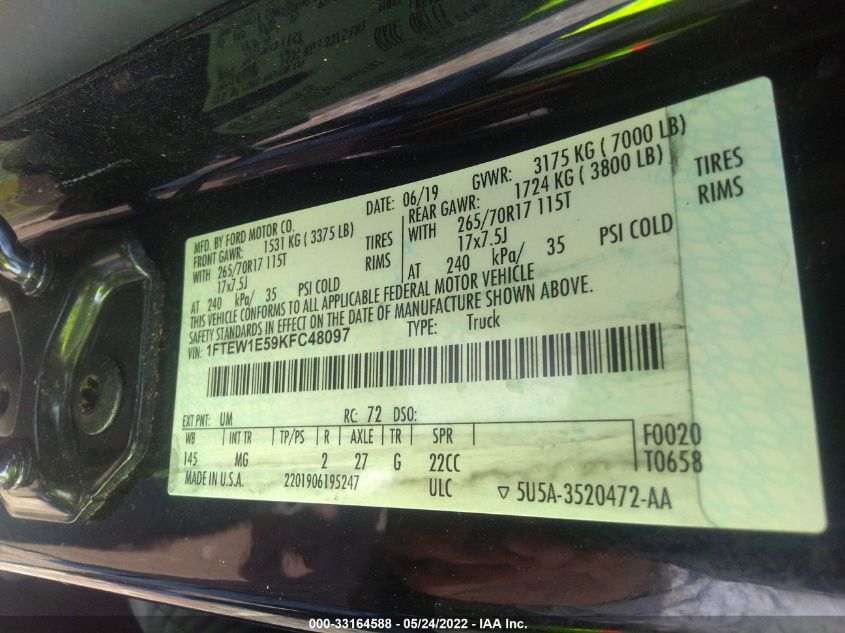 MFD. BY FORD MOTOR CO.
DATE: 06/19 GVWR: 3175 KG ( 7000 LB)
FRONT GAWR: 1531 KG ( 3375 LB)
REAR GAWR: 1724 KG ( 3800 LB)
WITH 265/70R17 115T TIRES
WITH 265/70R17 115T TIRES
17x7.5J RIMS
17x7.5J RIMS
AT 240 kPa/ 35 PSI COLD
AT 240 kPa/ 35 PSI COLD
THIS VEHICLE CONFORMS TO ALL APPLICABLE FEDERAL MOTOR VEHICLE
SAFETY STANDARDS IN EFFECT ON THE DATE OF MANUFACTURE SHOWN ABOVE.
VIN: 1FTEW1E59KFC48097 TYPE: Truck
EXT PNT: UM RC: 72 DSO:
WB INT TR TP/PS R AXLE TR SPR F0020
145 MG 2 27 G 22CC T0658
MADE IN U.S.A. 2201906195247 ULC ▽ 5U5A-3520472-AA
000-33164588 - 05/24/2022 - IAA Inc.